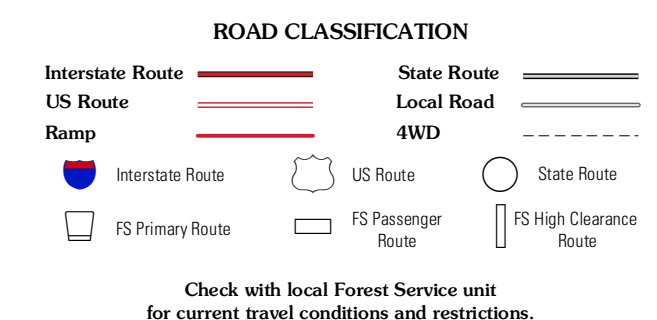 ROAD CLASSIFICATION
Interstate Route
State Route
US Route
Local Road
Ramp
4WD
Interstate Route
US Route
State Route
FS Primary Route
FS Passenger
Route
FS High Clearance
Route
Check with local Forest Service unit
for current travel conditions and restrictions.